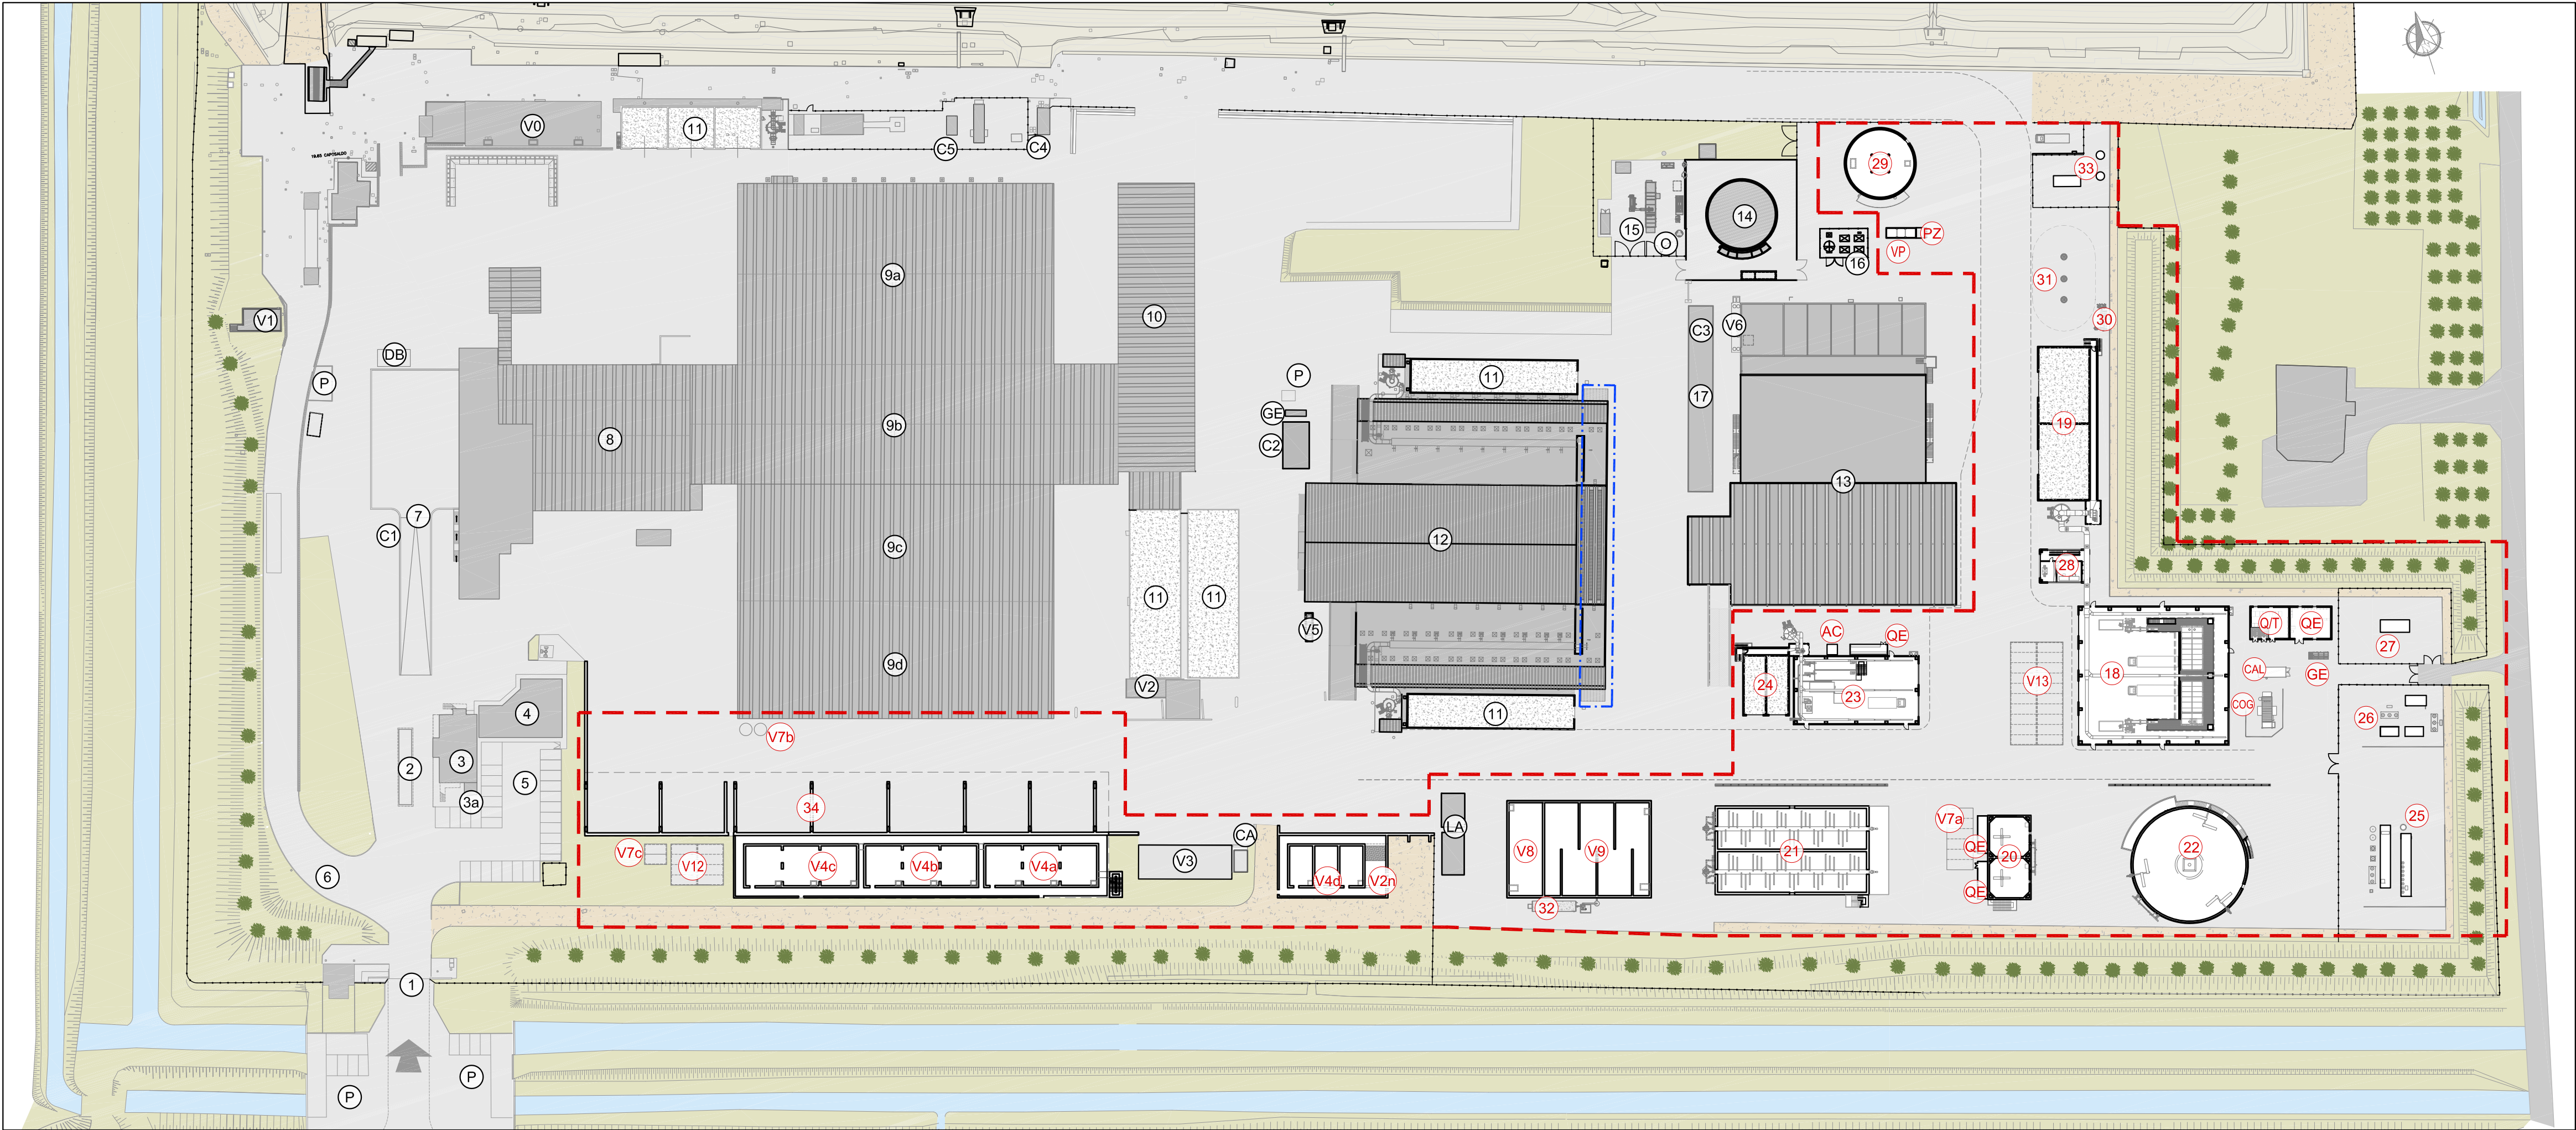 V0
11
C5
C4
19.85 CAPOSALDO
29
33
14
15
O
16
VP
PZ
9a
31
30
V1
10
C3
V6
DB
P
P
11
17
GE
C2
8
9b
19
13
7
C1
12
9c
28
11
11
V5
AC
QE
Q/T
QE
27
9d
V2
24
23
V13
18
CAL
GE
COG
4
11
26
V7b
3
2
5
3a
34
LA
CA
V7c
V12
V4c
V4b
V4a
V3
V4d
V2n
V8
V9
21
V7a
QE
20
QE
22
25
6
32
1
P
P